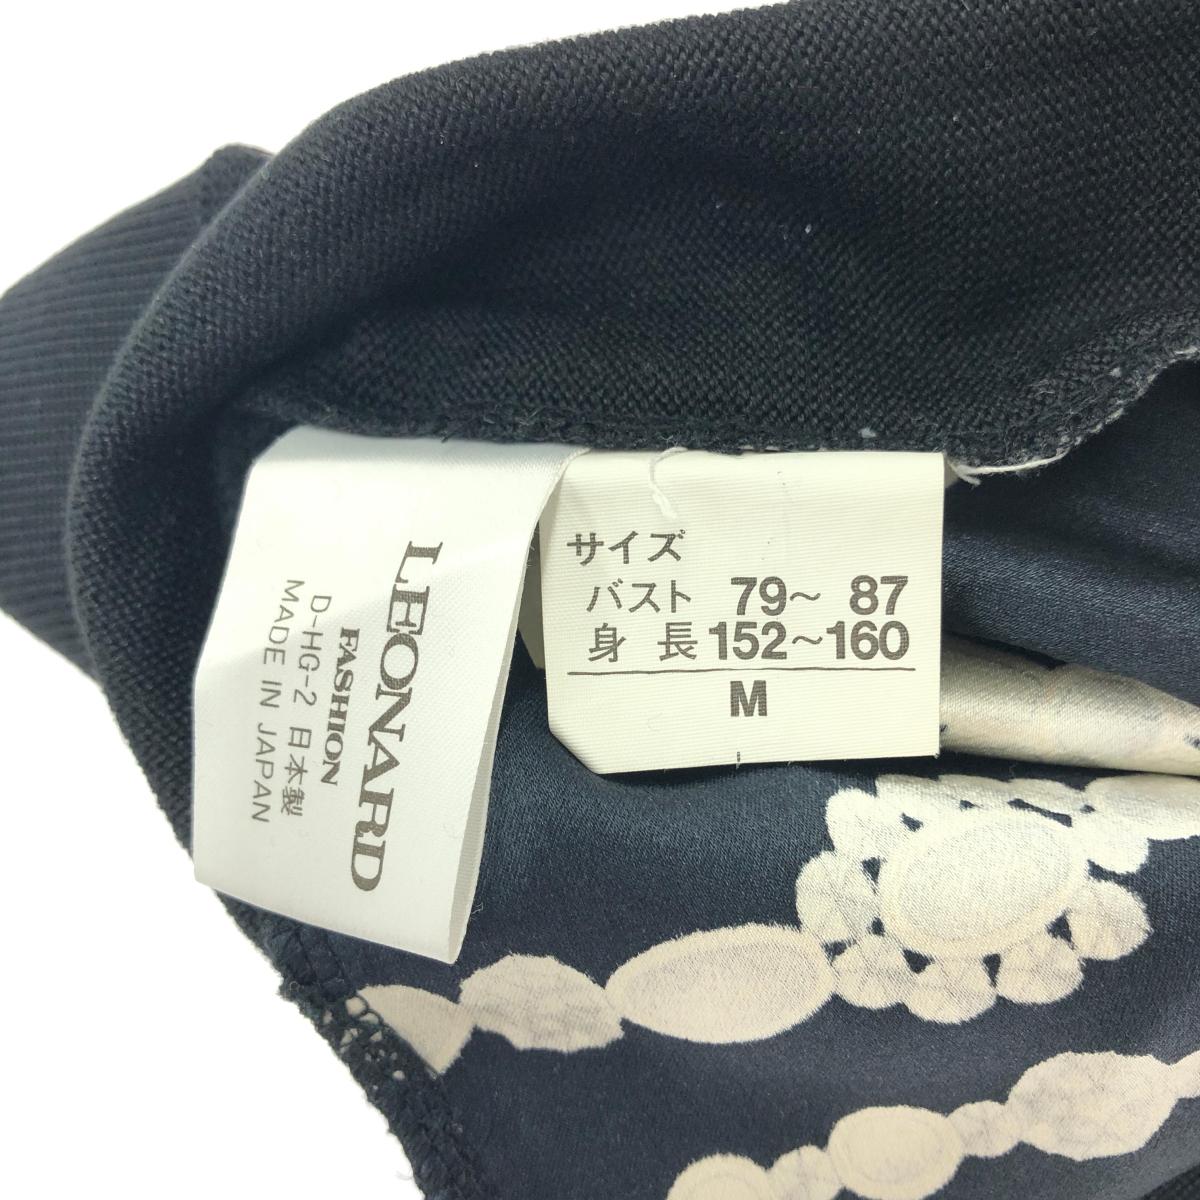 LEONARD
FASHION
D-HG-2 日本製
MADE IN JAPAN
サイズ
バスト 79~ 87
身長 152~160
M